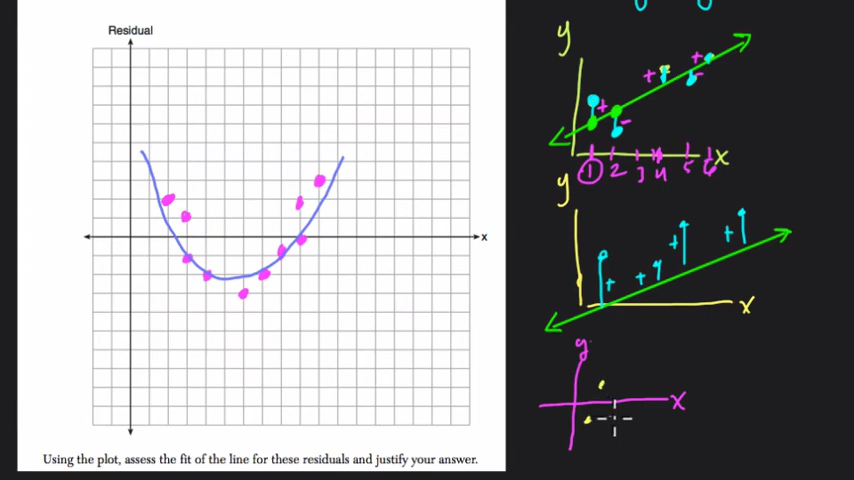 Residual
x
Using the plot, assess the fit of the line for these residuals and justify your answer.
y
+
-
+
+
-
1 2 3 4 5 6 x
y
+
+
+
+
x
y
x